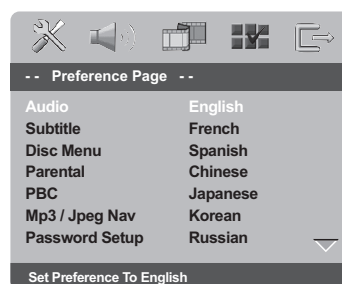 -- Preference Page --
Audio English
Subtitle French
Disc Menu Spanish
Parental Chinese
PBC Japanese
Mp3 / Jpeg Nav Korean
Password Setup Russian
Set Preference To English